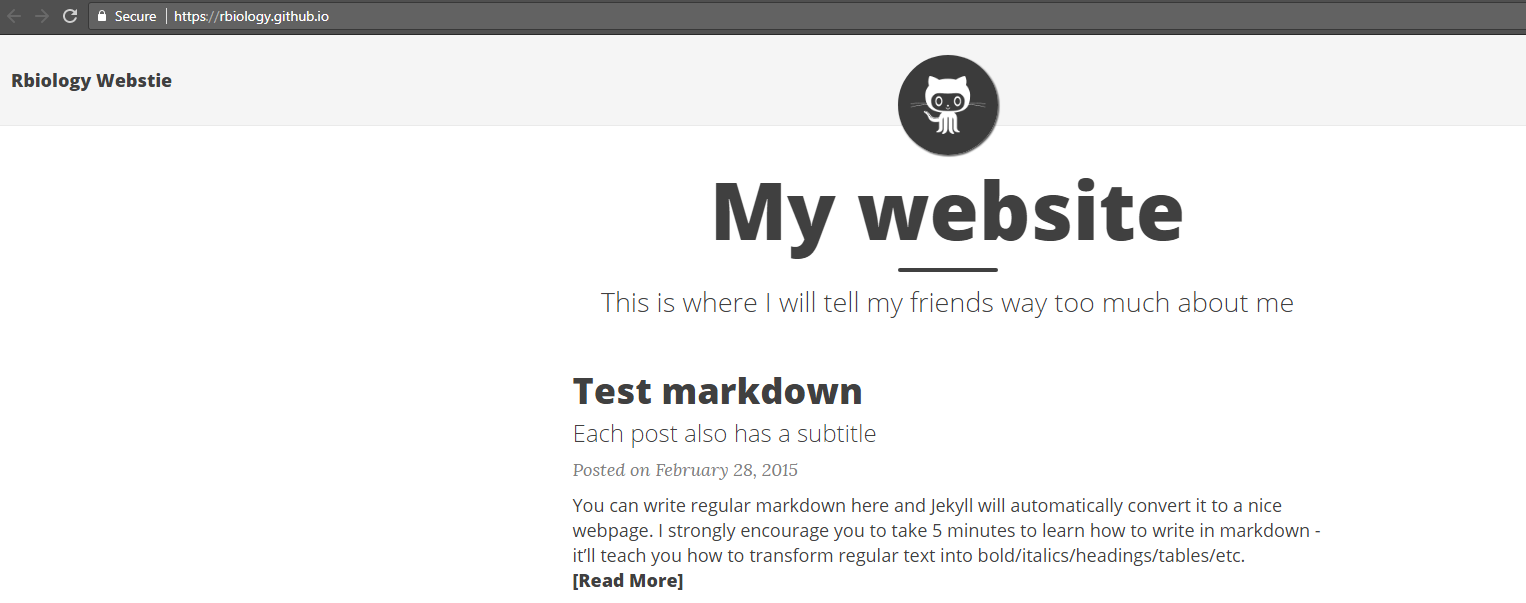 Secure | https://rbiology.github.io
Rbiology Webstie
My website
This is where I will tell my friends way too much about me
Test markdown
Each post also has a subtitle
Posted on February 28, 2015
You can write regular markdown here and Jekyll will automatically convert it to a nice
webpage. I strongly encourage you to take 5 minutes to learn how to write in markdown -
it’ll teach you how to transform regular text into bold/italics/headings/tables/etc.
[Read More]